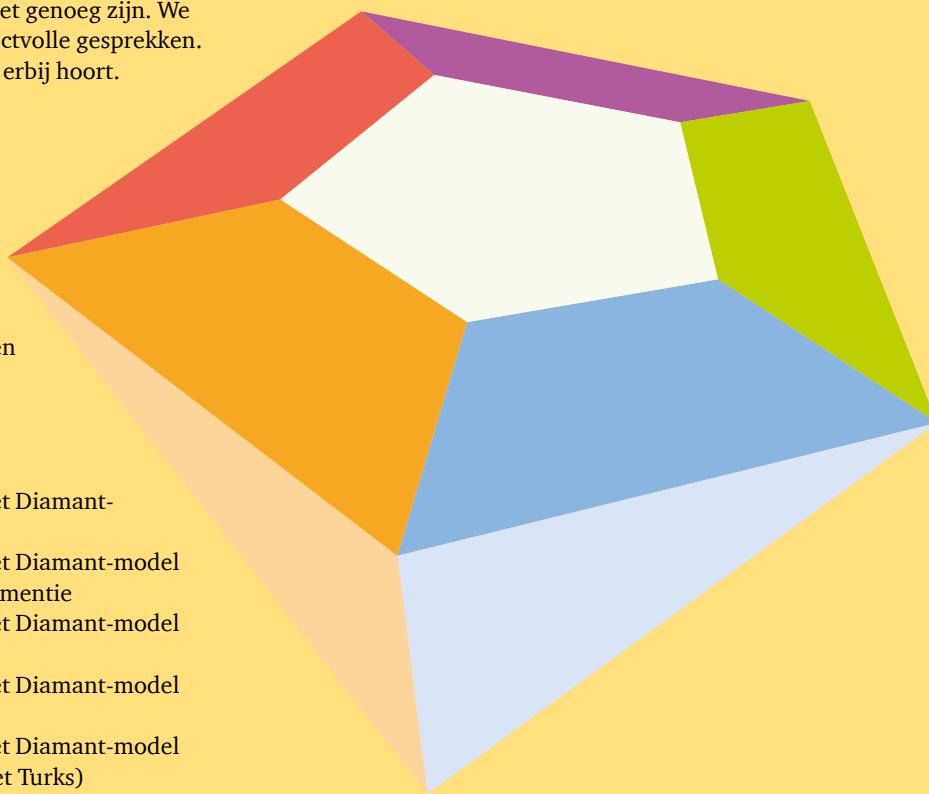 et genoeg zijn. We
ctvolle gesprekken.
erbij hoort.
en
et Diamant-
et Diamant-model
mentie
et Diamant-model
et Diamant-model
et Diamant-model
et Turks)